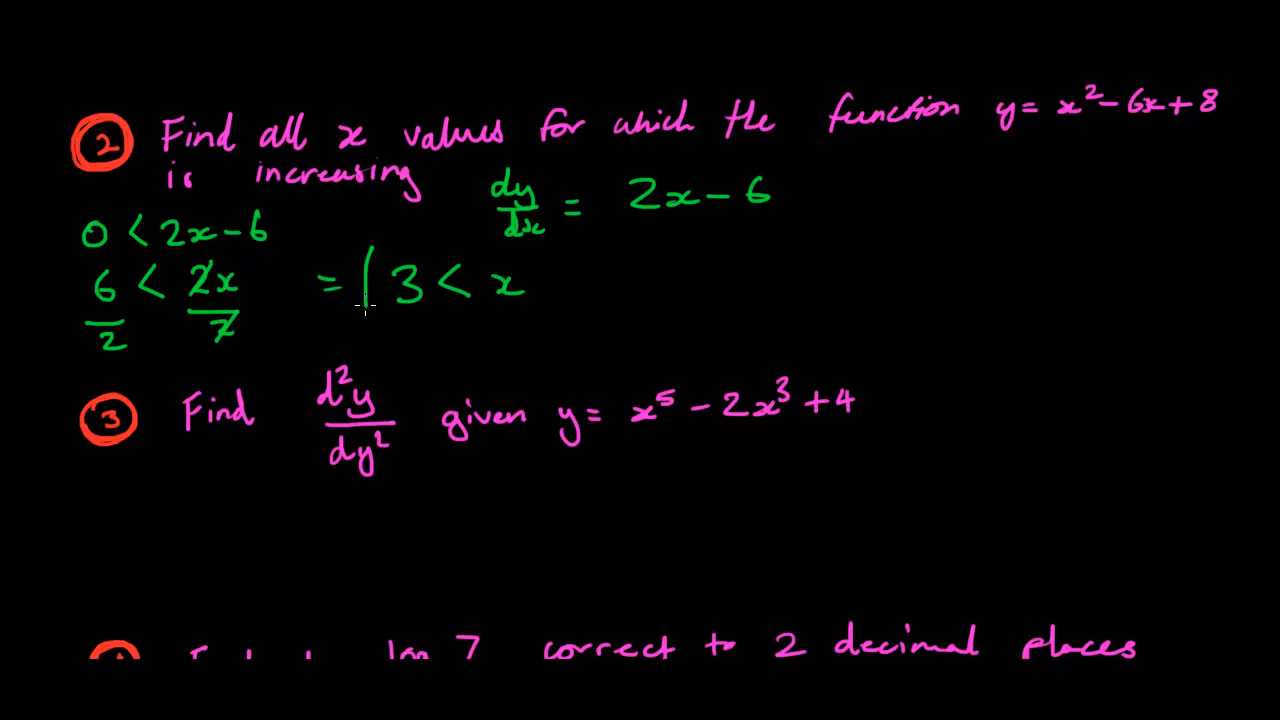 2 Find all x values for which the function y = x² - 6x + 8
is increasing
dy/dx = 2x - 6
0 < 2x - 6
6/2 < 2x/2 = | 3 < x
3 Find d²y/dy² given y = x⁵ - 2x³ + 4
7 correct to 2 decimal places